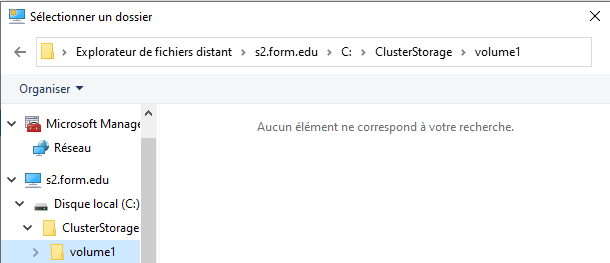 Sélectionner un dossier
Explorateur de fichiers distant > s2.form.edu > C: > ClusterStorage > volume1
Organiser
Aucun élément ne correspond à votre recherche.
Microsoft Manage
Réseau
s2.form.edu
Disque local (C:)
ClusterStorage
volume1